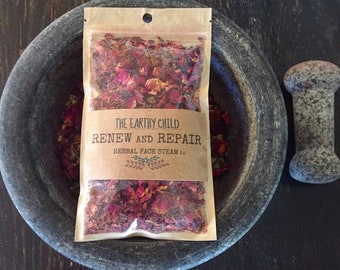 THE EARTHY CHILD
RENEW AND REPAIR
HERBAL FACE STEAM